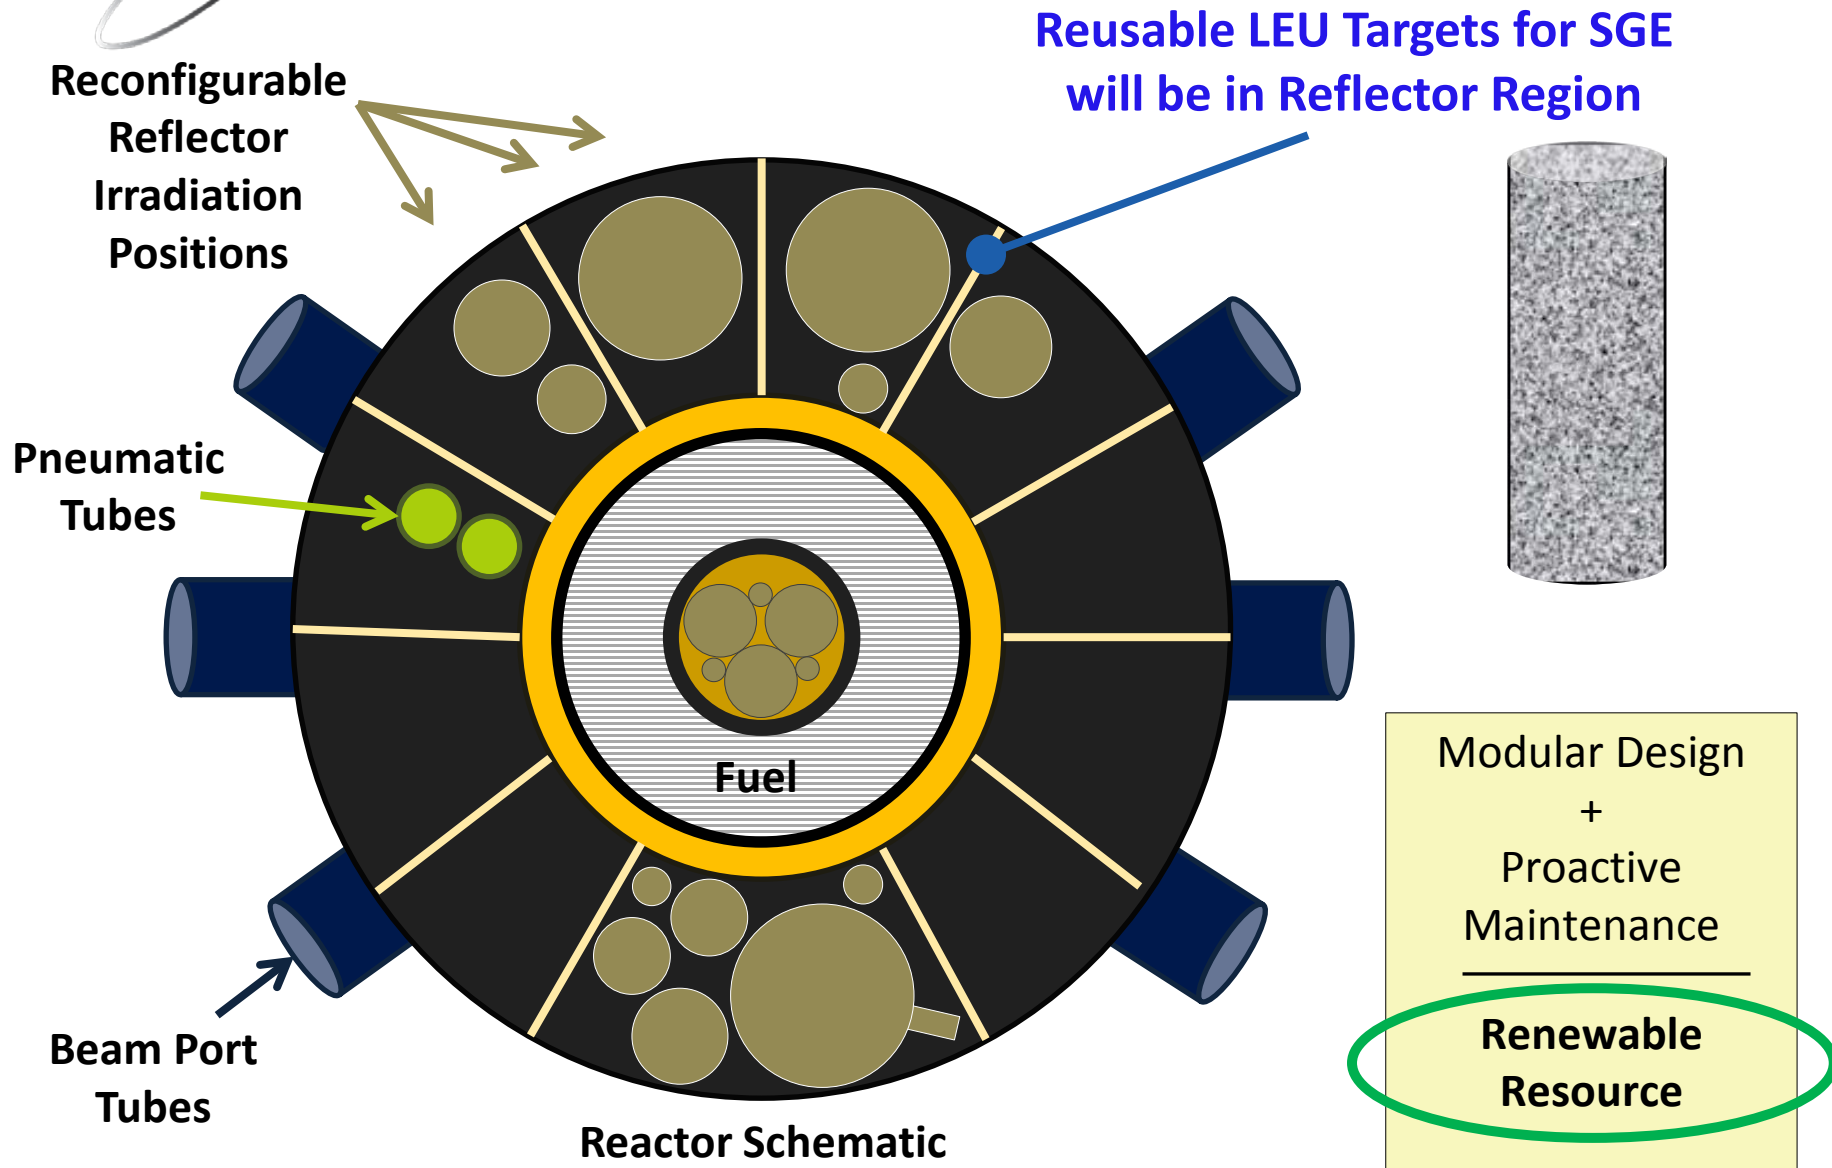 Reusable LEU Targets for SGE
will be in Reflector Region
Reconfigurable
Reflector
Irradiation
Positions
Pneumatic
Tubes
Fuel
Beam Port
Tubes
Reactor Schematic
Modular Design
+
Proactive
Maintenance
Renewable
Resource